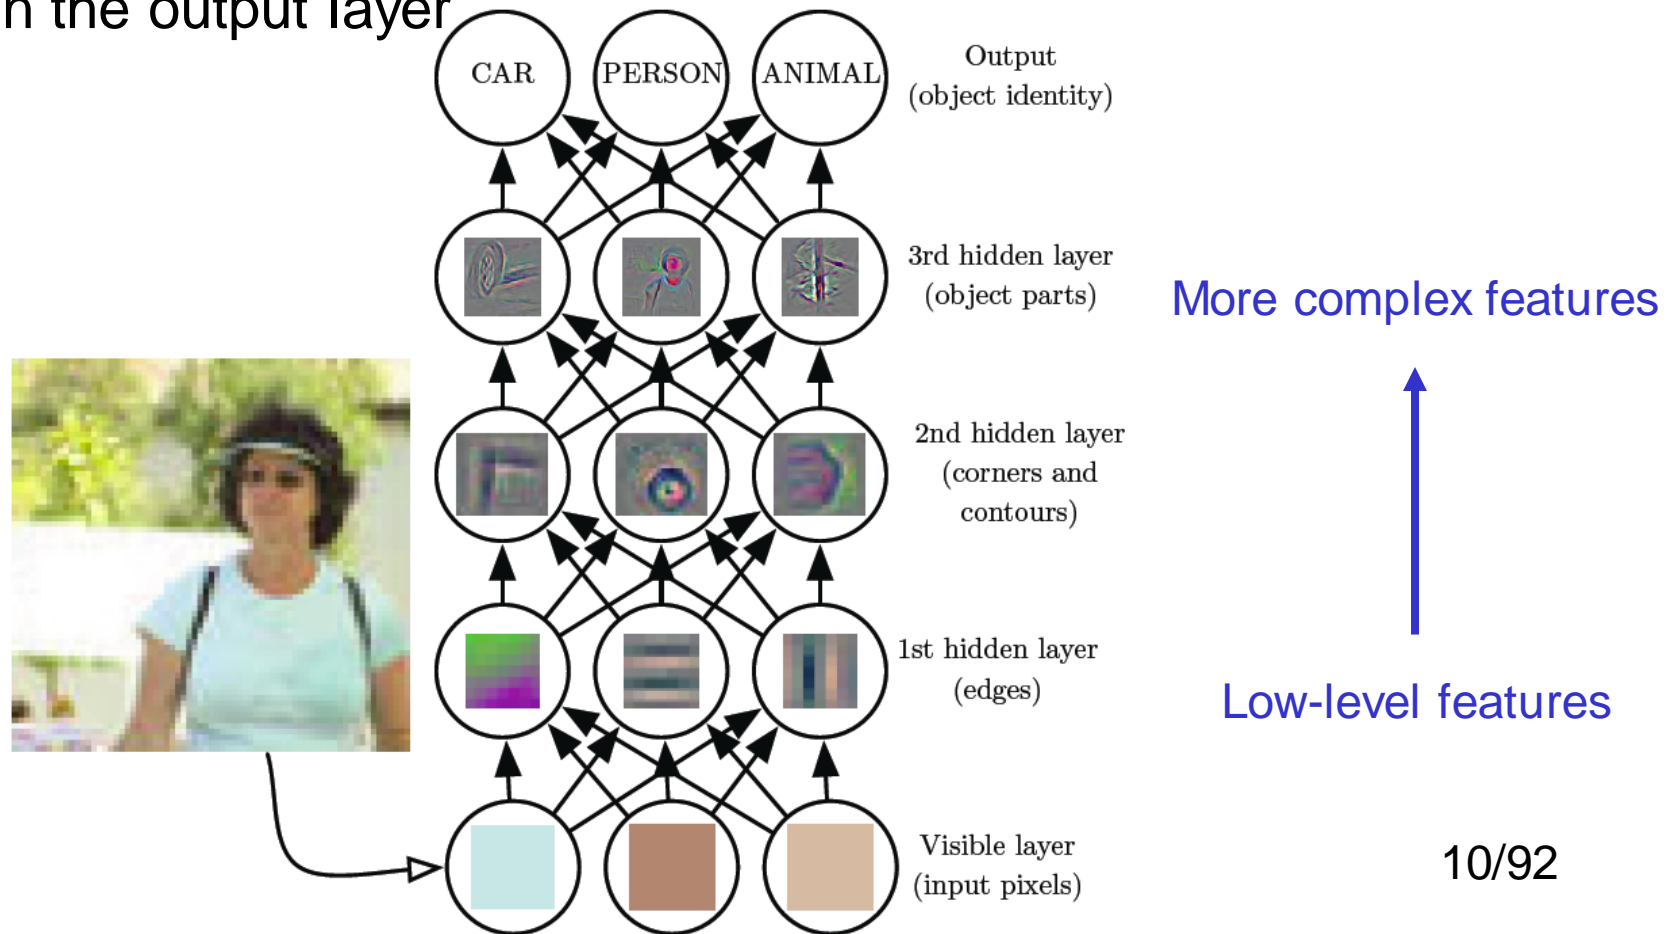 n the output layer
CAR PERSON ANIMAL
Output
(object identity)
3rd hidden layer
(object parts)
More complex features
2nd hidden layer
(corners and
contours)
1st hidden layer
(edges)
Low-level features
Visible layer
(input pixels)
10/92